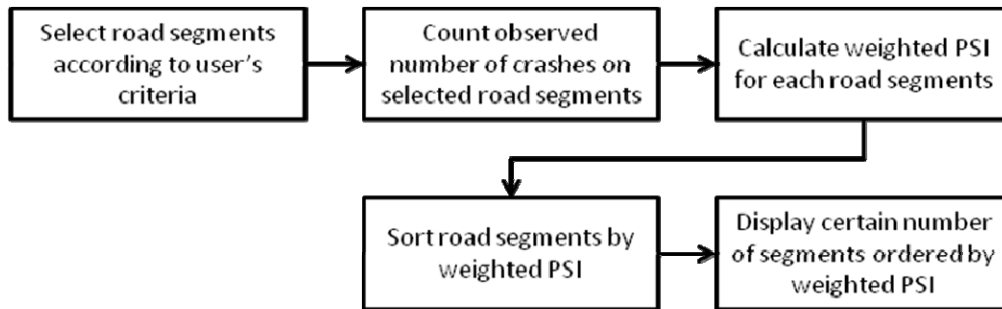 Select road segments
according to user's
criteria
Count observed
number of crashes on
selected road segments
Calculate weighted PSI
for each road segments
Sort road segments by
weighted PSI
Display certain number
of segments ordered by
weighted PSI